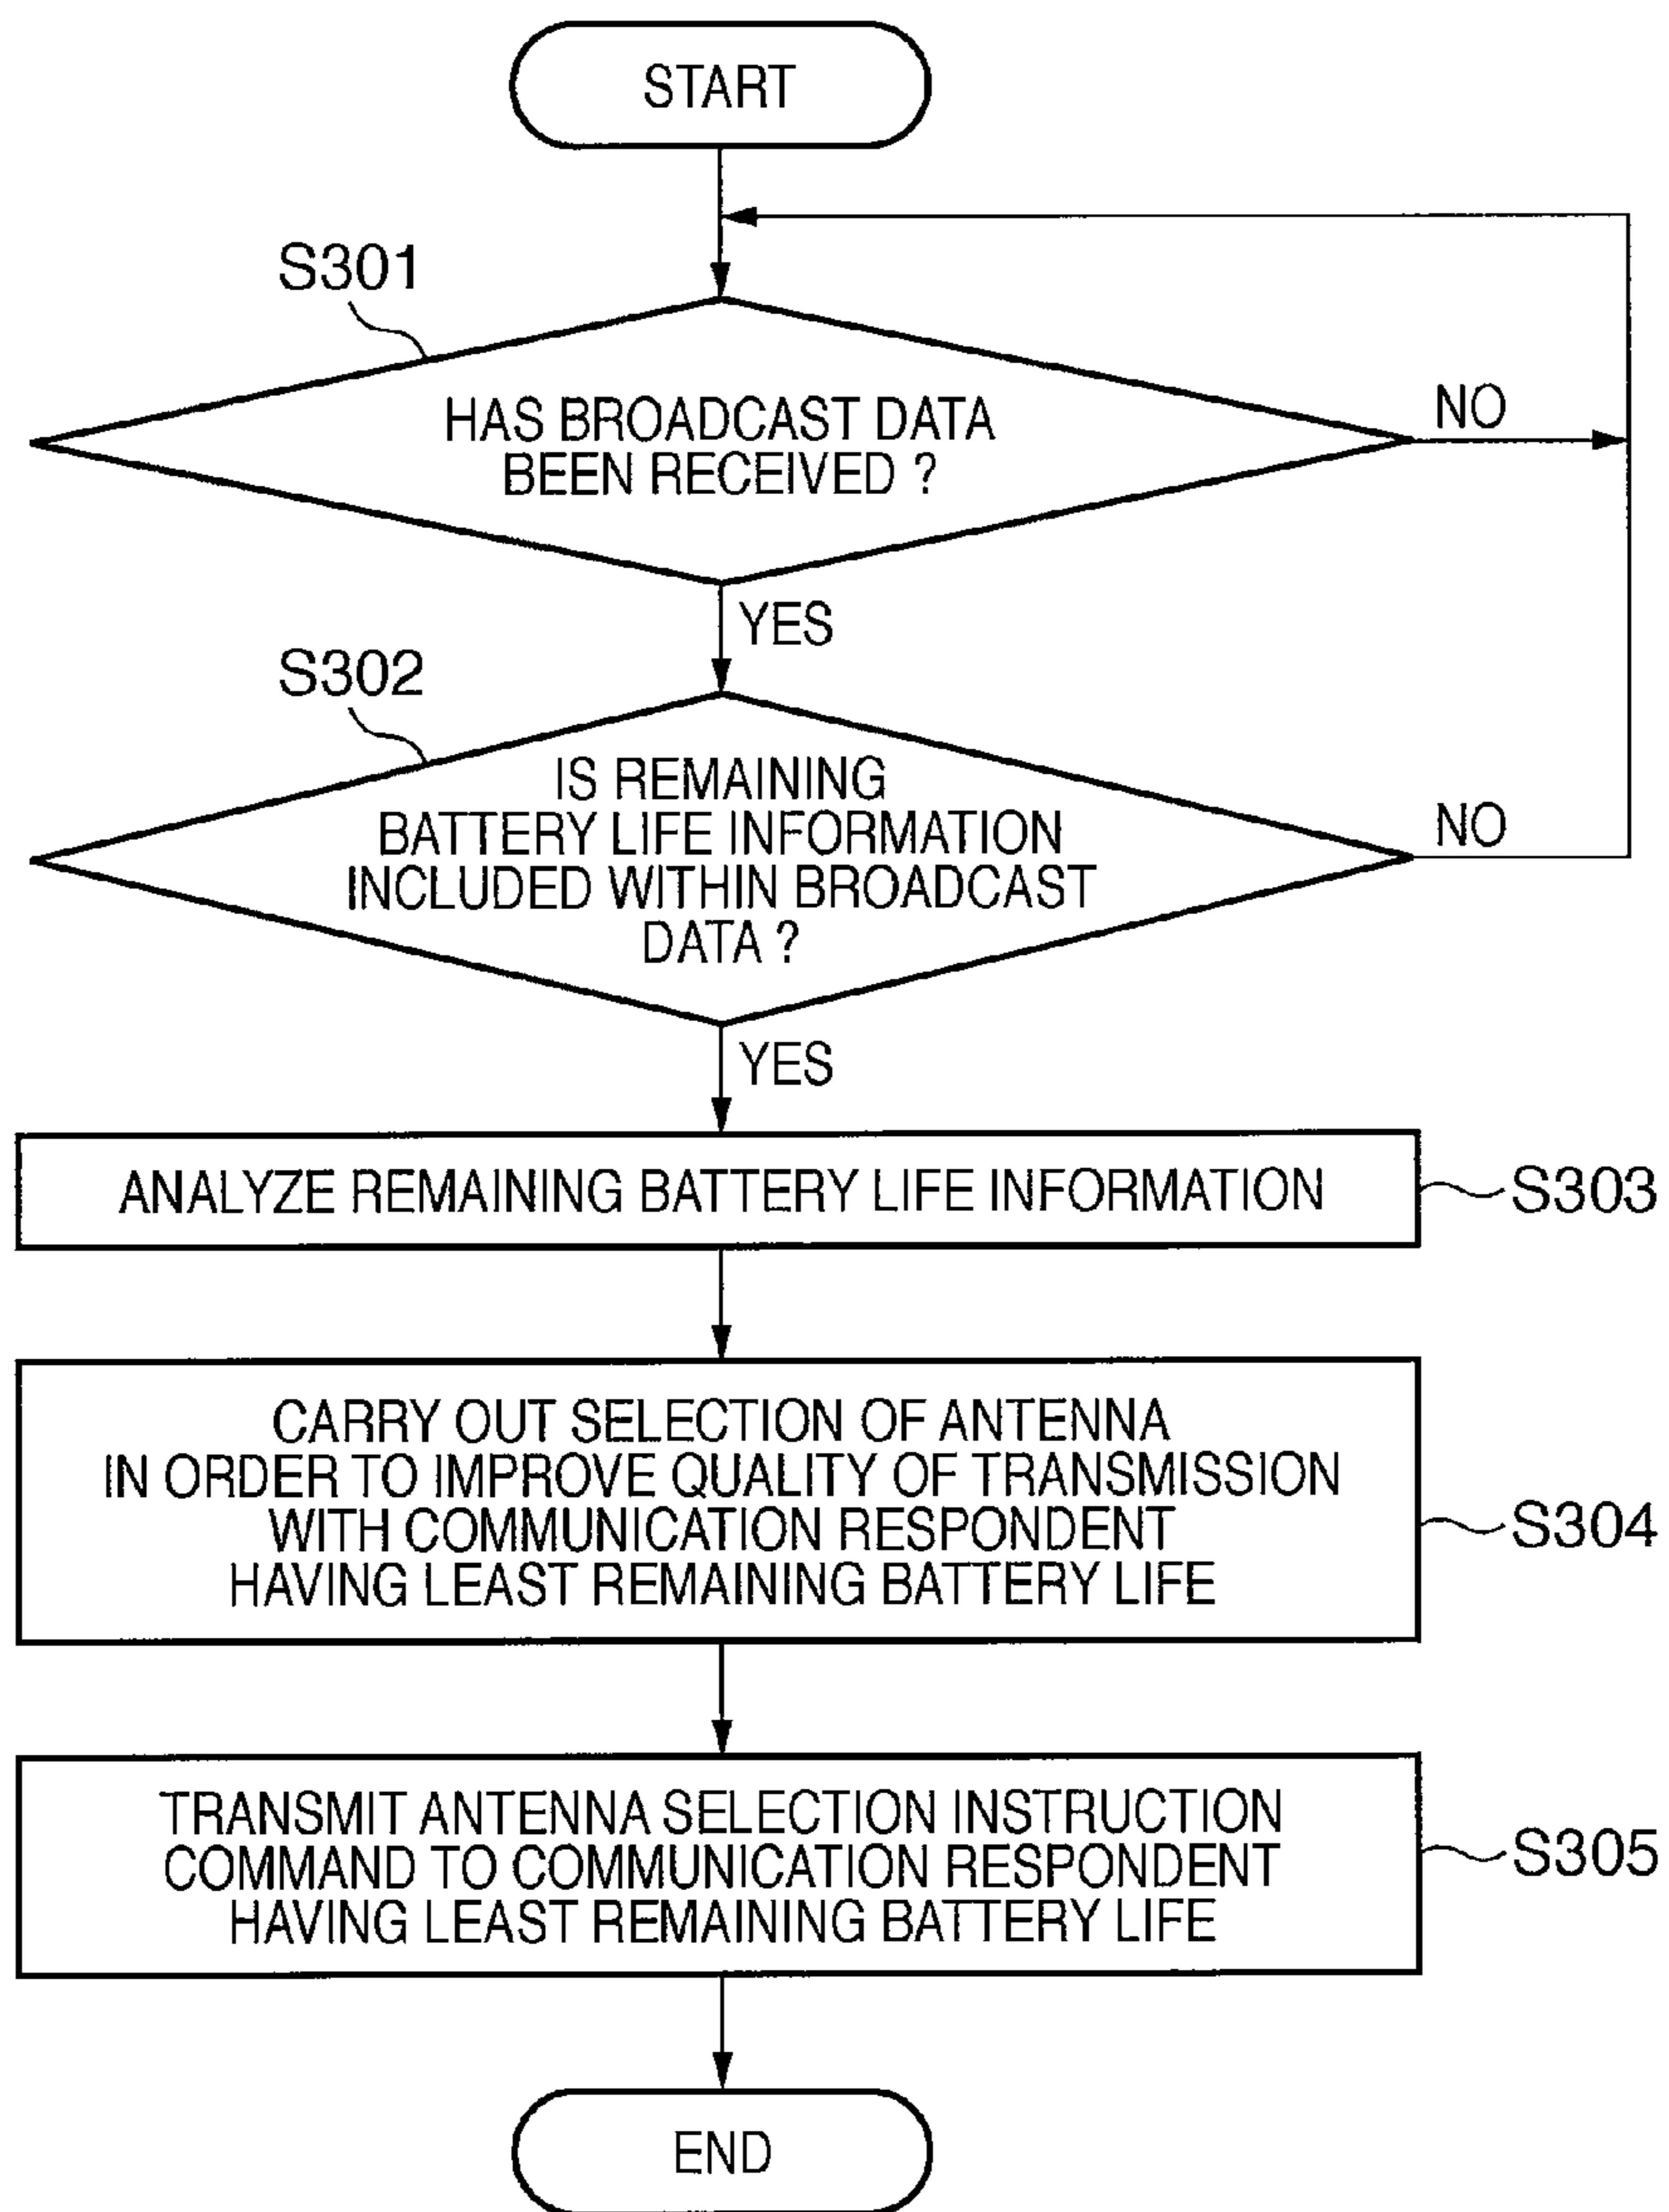 START
S301
HAS BROADCAST DATA
BEEN RECEIVED ?
NO
YES
S302
IS REMAINING
BATTERY LIFE INFORMATION
INCLUDED WITHIN BROADCAST
DATA ?
NO
YES
ANALYZE REMAINING BATTERY LIFE INFORMATION
S303
CARRY OUT SELECTION OF ANTENNA
IN ORDER TO IMPROVE QUALITY OF TRANSMISSION
WITH COMMUNICATION RESPONDENT
HAVING LEAST REMAINING BATTERY LIFE
S304
TRANSMIT ANTENNA SELECTION INSTRUCTION
COMMAND TO COMMUNICATION RESPONDENT
HAVING LEAST REMAINING BATTERY LIFE
S305
END